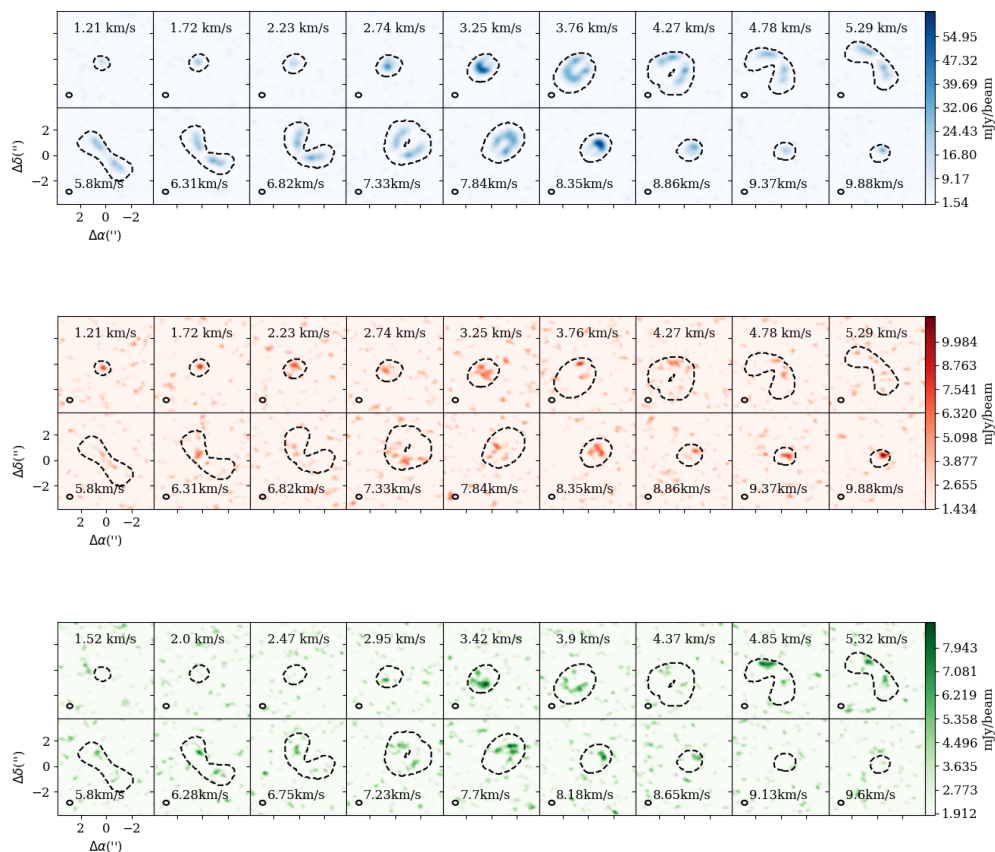 1.21 km/s 1.72 km/s 2.23 km/s 2.74 km/s 3.25 km/s 3.76 km/s 4.27 km/s 4.78 km/s 5.29 km/s
5.8km/s 6.31km/s 6.82km/s 7.33km/s 7.84km/s 8.35km/s 8.86km/s 9.37km/s 9.88km/s
2
0
−2
Δδ('')
2 0 −2
Δα('')
54.95
47.32
39.69
32.06
24.43
16.80
9.17
1.54
mJy/beam
1.21 km/s 1.72 km/s 2.23 km/s 2.74 km/s 3.25 km/s 3.76 km/s 4.27 km/s 4.78 km/s 5.29 km/s
5.8km/s 6.31km/s 6.82km/s 7.33km/s 7.84km/s 8.35km/s 8.86km/s 9.37km/s 9.88km/s
2
0
−2
Δδ('')
2 0 −2
Δα('')
9.984
8.763
7.541
6.320
5.098
3.877
2.655
1.434
mJy/beam
1.52 km/s 2.0 km/s 2.47 km/s 2.95 km/s 3.42 km/s 3.9 km/s 4.37 km/s 4.85 km/s 5.32 km/s
5.8km/s 6.28km/s 6.75km/s 7.23km/s 7.7km/s 8.18km/s 8.65km/s 9.13km/s 9.6km/s
2
0
−2
Δδ('')
2 0 −2
Δα('')
7.943
7.081
6.219
5.358
4.496
3.635
2.773
1.912
mJy/beam